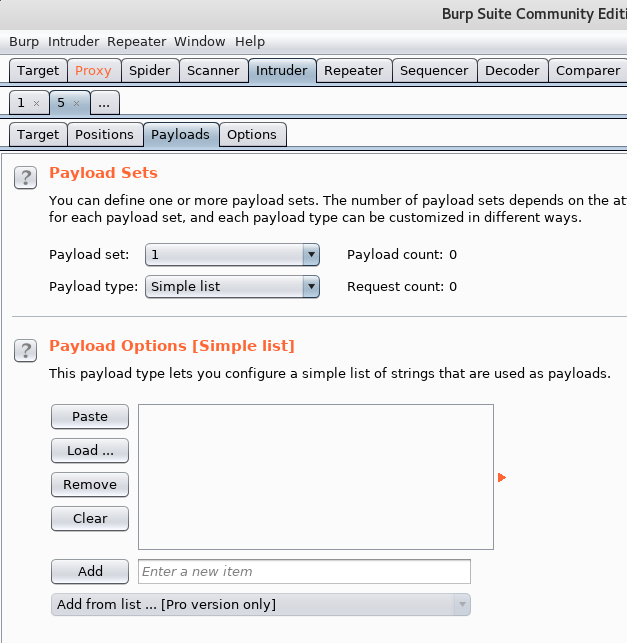 Burp Suite Community Editi
Burp Intruder Repeater Window Help
Target Proxy Spider Scanner Intruder Repeater Sequencer Decoder Comparer
1 × 5 × ...
Target Positions Payloads Options
? Payload Sets
You can define one or more payload sets. The number of payload sets depends on the at
for each payload set, and each payload type can be customized in different ways.
Payload set: 1 Payload count: 0
Payload type: Simple list Request count: 0
? Payload Options [Simple list]
This payload type lets you configure a simple list of strings that are used as payloads.
Paste
Load ...
Remove
Clear
Add Enter a new item
Add from list ... [Pro version only]